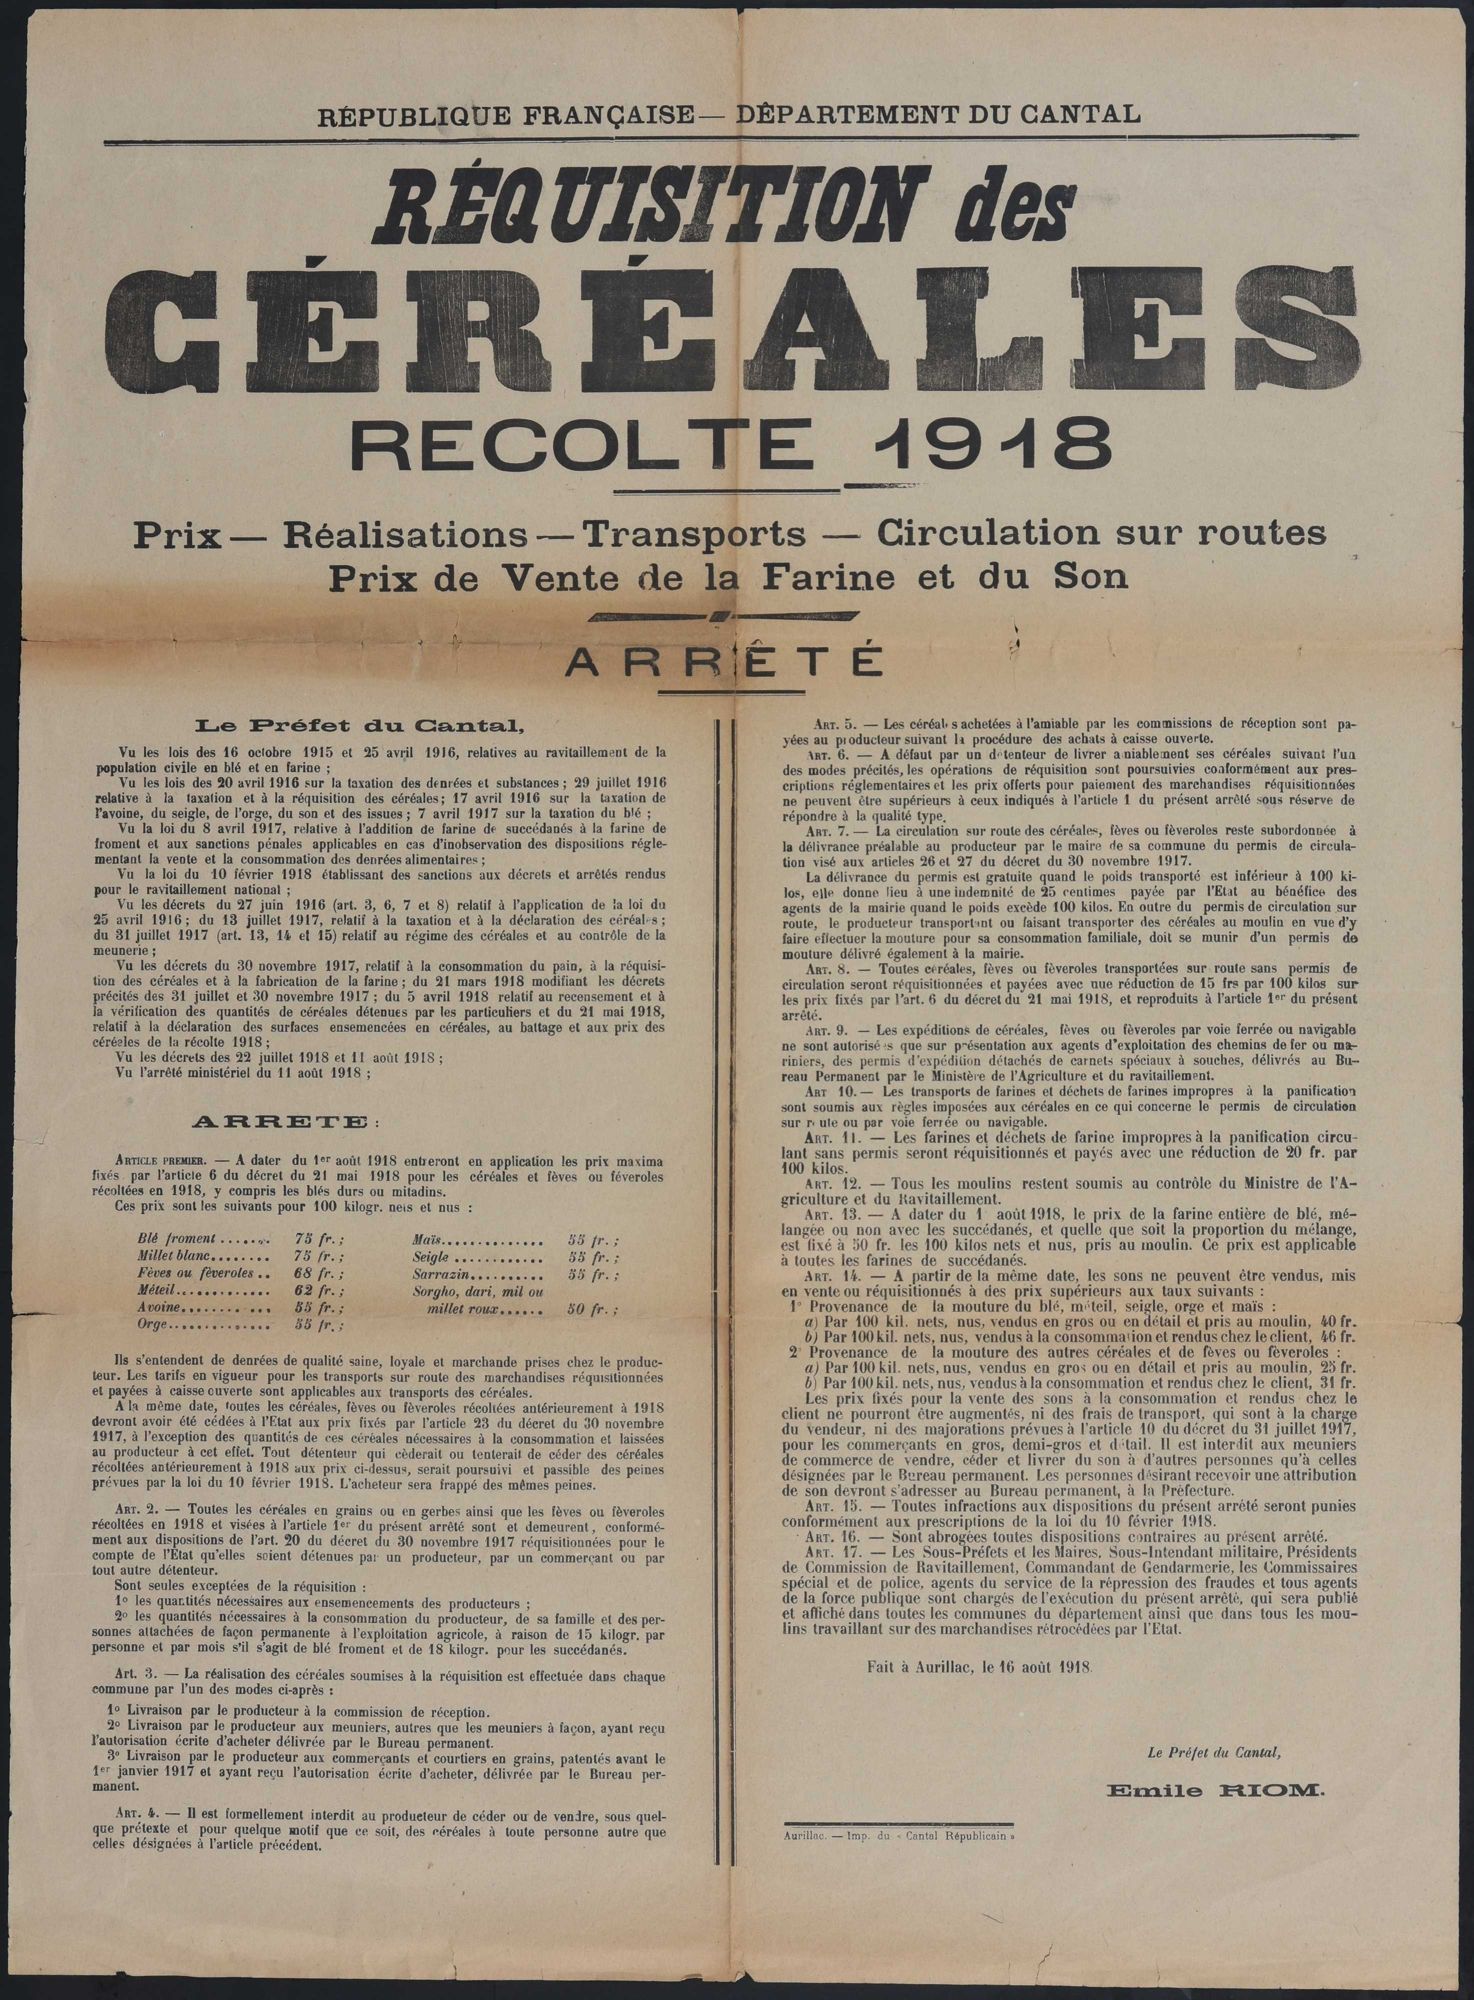 RÉPUBLIQUE FRANÇAISE — DÉPARTEMENT DU CANTAL
RÉQUISITION des
CÉRÉALES
RECOLTE 1918
Prix — Réalisations — Transports — Circulation sur routes
Prix de Vente de la Farine et du Son
ARRÊTÉ
Le Préfet du Cantal,
Vu les lois des 16 octobre 1915 et 25 avril 1916, relatives au ravitaillement de la
population civile en blé et en farine ;
Vu les lois des 20 avril 1916 sur la taxation des denrées et substances ; 29 juillet 1916
relative à la taxation et à la réquisition des céréales ; 17 avril 1916 sur la taxation de
l'avoine, du seigle, de l'orge, du son et des issues ; 7 avril 1917 sur la taxation du blé ;
Vu la loi du 8 avril 1917, relative à l'addition de farine de succédanés à la farine de
froment et aux sanctions pénales applicables en cas d'inobservation des dispositions régle-
mentant la vente et la consommation des denrées alimentaires ;
Vu la loi du 10 février 1918 établissant des sanctions aux décrets et arrêtés rendus
pour le ravitaillement national ;
Vu les décrets du 27 juin 1916 (art. 3, 6, 7 et 8) relatif à l'application de la loi du
25 avril 1916 ; du 13 juillet 1917, relatif à la taxation et à la déclaration des céréales ;
du 31 juillet 1917 (art. 13, 14 et 15) relatif au régime des céréales et au contrôle de la
meunerie ;
Vu les décrets du 30 novembre 1917, relatif à la consommation du pain, à la réquisi-
tion des céréales et à la fabrication de la farine ; du 21 mars 1918 modifiant les décrets
précités des 31 juillet et 30 novembre 1917 ; du 5 avril 1918 relatif au recensement et à
la vérification des quantités de céréales détenues par les particuliers et du 21 mai 1918,
relatif à la déclaration des surfaces ensemencées en céréales, au battage et aux prix des
céréales de la récolte 1918 ;
Vu les décrets des 22 juillet 1918 et 11 août 1918 ;
Vu l'arrêté ministériel du 11 août 1918 ;
ARRETE :
ARTICLE PREMIER. — A dater du 1er août 1918 entreront en application les prix maxima
fixés par l'article 6 du décret du 21 mai 1918 pour les céréales et fèves ou féveroles
récoltées en 1918, y compris les blés durs ou mitadins.
Ces prix sont les suivants pour 100 kilogr. nets et nus :
Blé froment ....... 75 fr. ;
Millet blanc........ 75 fr. ;
Fèves ou fèveroles .. 68 fr. ;
Méteil............. 62 fr. ;
Avoine............ 55 fr. ;
Orge.............. 55 fr. ;
Maïs.............. 55 fr. ;
Seigle ............ 55 fr. ;
Sarrazin.......... 55 fr. ;
Sorgho, dari, mil ou
millet roux...... 50 fr. ;
Ils s'entendent de denrées de qualité saine, loyale et marchande prises chez le produc-
teur. Les tarifs en vigueur pour les transports sur route des marchandises réquisitionnées
et payées à caisse ouverte sont applicables aux transports des céréales.
A la même date, toutes les céréales, fèves ou fèveroles récoltées antérieurement à 1918
devront avoir été cédées à l'Etat aux prix fixés par l'article 23 du décret du 30 novembre
1917, à l'exception des quantités de ces céréales nécessaires à la consommation et laissées
au producteur à cet effet. Tout détenteur qui cèderait ou tenterait de céder des céréales
récoltées antérieurement à 1918 aux prix ci-dessus, serait poursuivi et passible des peines
prévues par la loi du 10 février 1918. L'acheteur sera frappé des mêmes peines.
ART. 2. — Toutes les céréales en grains ou en gerbes ainsi que les fèves ou fèveroles
récoltées en 1918 et visées à l'article 1er du présent arrêté sont et demeurent, conformé-
ment aux dispositions de l'art. 20 du décret du 30 novembre 1917 réquisitionnées pour le
compte de l'Etat qu'elles soient détenues par un producteur, par un commerçant ou par
tout autre détenteur.
Sont seules exceptées de la réquisition :
1o les quantités nécessaires aux ensemencements des producteurs ;
2o les quantités nécessaires à la consommation du producteur, de sa famille et des per-
sonnes attachées de façon permanente à l'exploitation agricole, à raison de 15 kilogr. par
personne et par mois s'il s'agit de blé froment et de 18 kilogr. pour les succédanés.
Art. 3. — La réalisation des céréales soumises à la réquisition est effectuée dans chaque
commune par l'un des modes ci-après :
1o Livraison par le producteur à la commission de réception.
2o Livraison par le producteur aux meuniers, autres que les meuniers à façon, ayant reçu
l'autorisation écrite d'acheter délivrée par le Bureau permanent.
3o Livraison par le producteur aux commerçants et courtiers en grains, patentés avant le
1er janvier 1917 et ayant reçu l'autorisation écrite d'acheter, délivrée par le Bureau per-
manent.
ART. 4. — Il est formellement interdit au producteur de céder ou de vendre, sous quel-
que prétexte et pour quelque motif que ce soit, des céréales à toute personne autre que
celles désignées à l'article précédent.
ART. 5. — Les céréales achetées à l'amiable par les commissions de réception sont pa-
yées au producteur suivant la procédure des achats à caisse ouverte.
ART. 6. — A défaut par un détenteur de livrer amiablement ses céréales suivant l'un
des modes précités, les opérations de réquisition sont poursuivies conformément aux pres-
criptions réglementaires et les prix offerts pour paiement des marchandises réquisitionnées
ne peuvent être supérieurs à ceux indiqués à l'article 1 du présent arrêté sous réserve de
répondre à la qualité type.
ART. 7. — La circulation sur route des céréales, fèves ou fèveroles reste subordonnée à
la délivrance préalable au producteur par le maire de sa commune du permis de circula-
tion visé aux articles 26 et 27 du décret du 30 novembre 1917.
La délivrance du permis est gratuite quand le poids transporté est inférieur à 100 ki-
los, elle donne lieu à une indemnité de 25 centimes payée par l'Etat au bénéfice des
agents de la mairie quand le poids excède 100 kilos. En outre du permis de circulation sur
route, le producteur transportant ou faisant transporter des céréales au moulin en vue d'y
faire effectuer la mouture pour sa consommation familiale, doit se munir d'un permis de
mouture délivré également à la mairie.
ART. 8. — Toutes céréales, fèves ou fèveroles transportées sur route sans permis de
circulation seront réquisitionnées et payées avec nue réduction de 15 frs par 100 kilos sur
les prix fixés par l'art. 6 du décret du 21 mai 1918, et reproduits à l'article 1er du présent
arrêté.
ART. 9. — Les expéditions de céréales, fèves ou fèveroles par voie ferrée ou navigable
ne sont autorisées que sur présentation aux agents d'exploitation des chemins de fer ou ma-
riniers, des permis d'expédition détachés de carnets spéciaux à souches, délivrés au Bu-
reau Permanent par le Ministère de l'Agriculture et du ravitaillement.
ART 10. — Les transports de farines et déchets de farines impropres à la panification
sont soumis aux règles imposées aux céréales en ce qui concerne le permis de circulation
sur route ou par voie ferrée ou navigable.
ART. 11. — Les farines et déchets de farine impropres à la panification circu-
lant sans permis seront réquisitionnés et payés avec une réduction de 20 fr. par
100 kilos.
ART. 12. — Tous les moulins restent soumis au contrôle du Ministre de l'A-
griculture et du Ravitaillement.
ART. 13. — A dater du 1 août 1918, le prix de la farine entière de blé, mé-
langée ou non avec les succédanés, et quelle que soit la proportion du mélange,
est fixé à 50 fr. les 100 kilos nets et nus, pris au moulin. Ce prix est applicable
à toutes les farines de succédanés.
ART. 14. — A partir de la même date, les sons ne peuvent être vendus, mis
en vente ou réquisitionnés à des prix supérieurs aux taux suivants :
1° Provenance de la mouture du blé, méteil, seigle, orge et maïs :
a) Par 100 kil. nets, nus, vendus en gros ou en détail et pris au moulin, 40 fr.
b) Par 100 kil. nets, nus, vendus à la consommation et rendus chez le client, 46 fr.
2° Provenance de la mouture des autres céréales et de fèves ou fèveroles :
a) Par 100 kil. nets, nus, vendus en gros ou en détail et pris au moulin, 25 fr.
b) Par 100 kil. nets, nus, vendus à la consommation et rendus chez le client, 31 fr.
Les prix fixés pour la vente des sons à la consommation et rendus chez le
client ne pourront être augmentés, ni des frais de transport, qui sont à la charge
du vendeur, ni des majorations prévues à l'article 10 du décret du 31 juillet 1917,
pour les commerçants en gros, demi-gros et détail. Il est interdit aux meuniers
de commerce de vendre, céder et livrer du son à d'autres personnes qu'à celles
désignées par le Bureau permanent. Les personnes désirant recevoir une attribution
de son devront s'adresser au Bureau permanent, à la Préfecture.
ART. 15. — Toutes infractions aux dispositions du présent arrêté seront punies
conformément aux prescriptions de la loi du 10 février 1918.
ART. 16. — Sont abrogées toutes dispositions contraires au présent arrêté.
ART. 17. — Les Sous-Préfets et les Maires, Sous-Intendant militaire, Présidents
de Commission de Ravitaillement, Commandant de Gendarmerie, les Commissaires
spécial et de police, agents du service de la répression des fraudes et tous agents
de la force publique sont chargés de l'exécution du présent arrêté, qui sera publié
et affiché dans toutes les communes du département ainsi que dans tous les mou-
lins travaillant sur des marchandises rétrocédées par l'Etat.
Fait à Aurillac, le 16 août 1918.
Le Préfet du Cantal,
Emile RIOM.
Aurillac. — Imp. du « Cantal Républicain »